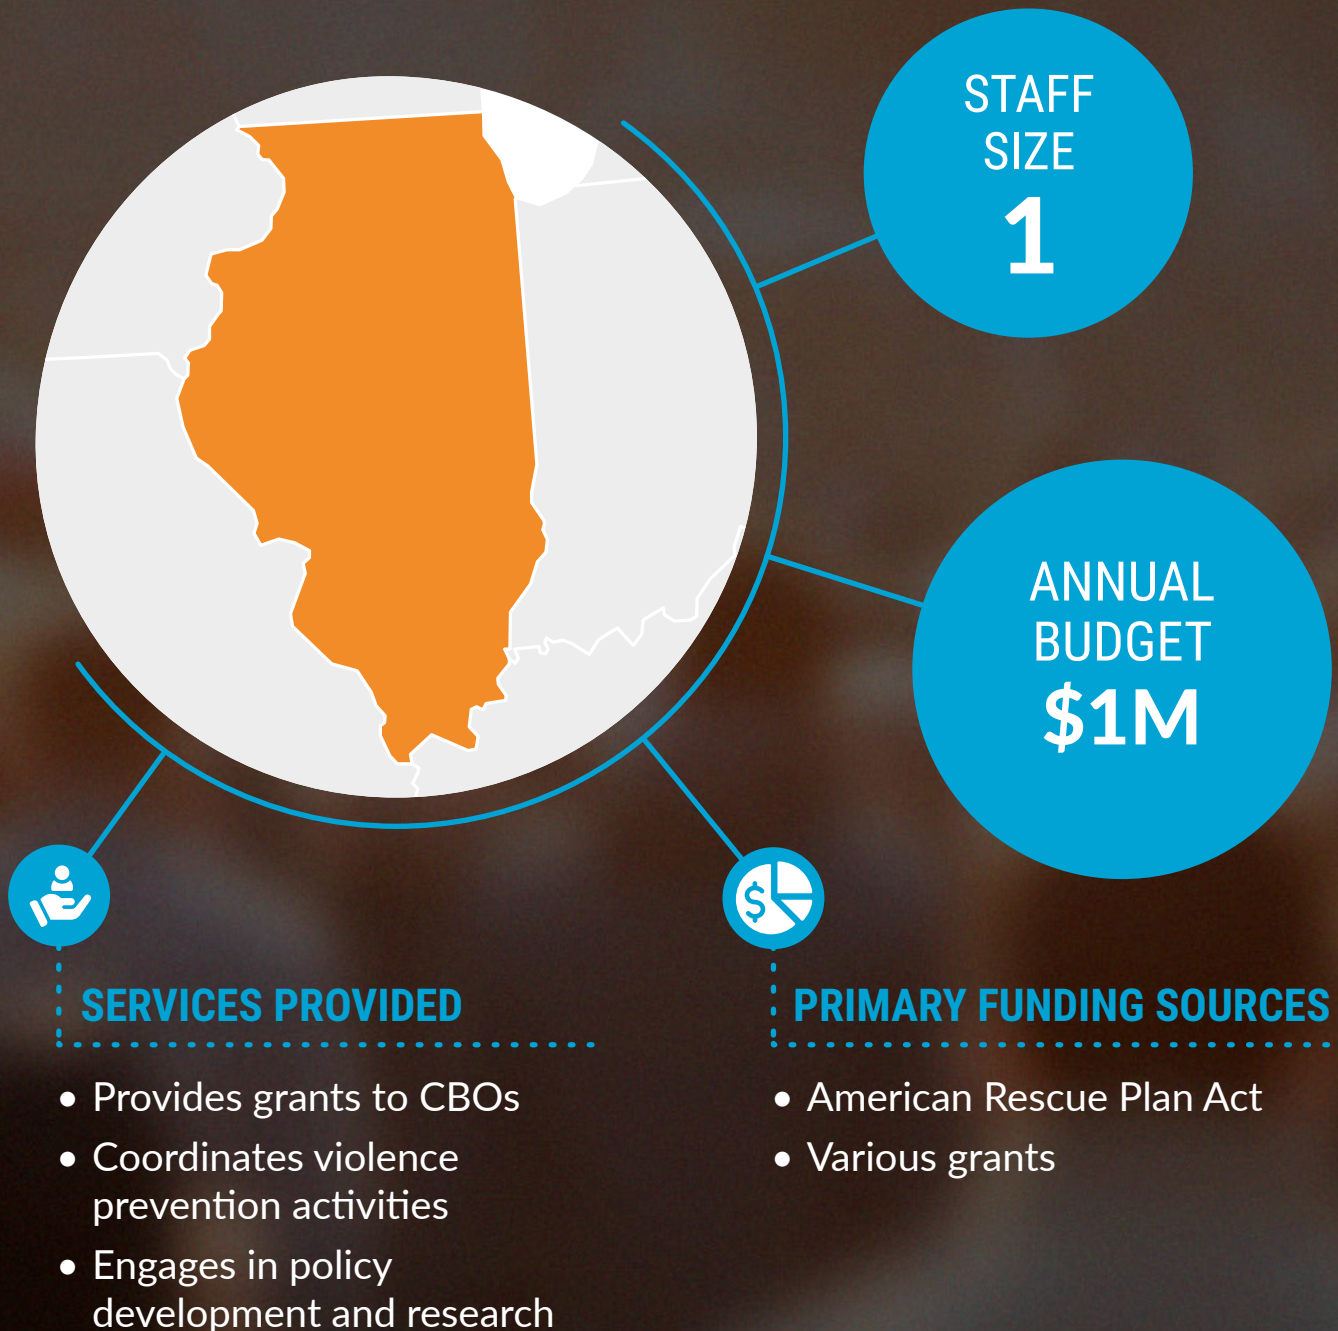 STAFF
SIZE
1
ANNUAL
BUDGET
$1M
$
SERVICES PROVIDED
• Provides grants to CBOs
• Coordinates violence
prevention activities
• Engages in policy
development and research
PRIMARY FUNDING SOURCES
• American Rescue Plan Act
• Various grants